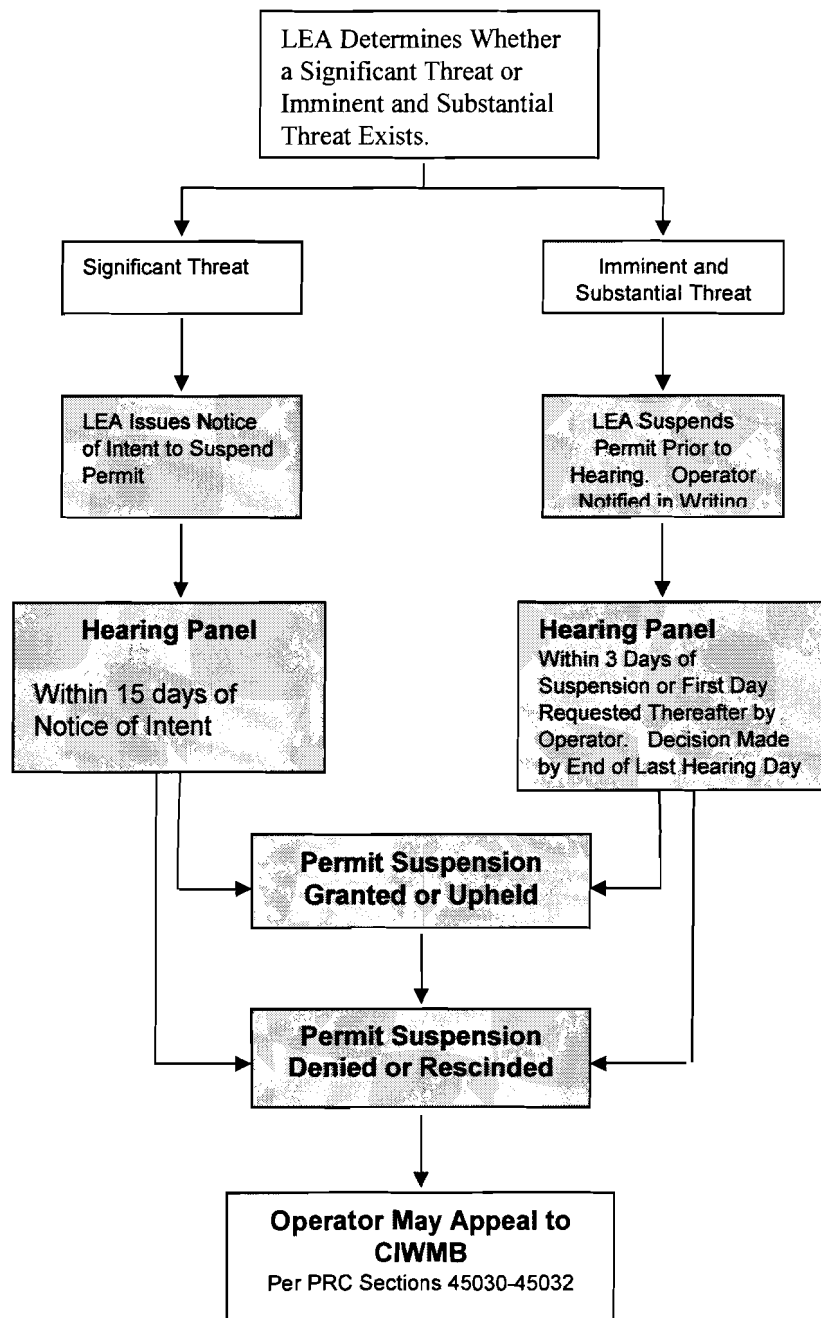 LEA Determines Whether
a Significant Threat or
Imminent and Substantial
Threat Exists.
Significant Threat
Imminent and
Substantial Threat
LEA Issues Notice
of Intent to Suspend
Permit
LEA Suspends
Permit Prior to
Hearing. Operator
Notified in Writing
Hearing Panel
Within 15 days of
Notice of Intent
Hearing Panel
Within 3 Days of
Suspension or First Day
Requested Thereafter by
Operator. Decision Made
by End of Last Hearing Day
Permit Suspension
Granted or Upheld
Permit Suspension
Denied or Rescinded
Operator May Appeal to
CIWMB
Per PRC Sections 45030-45032